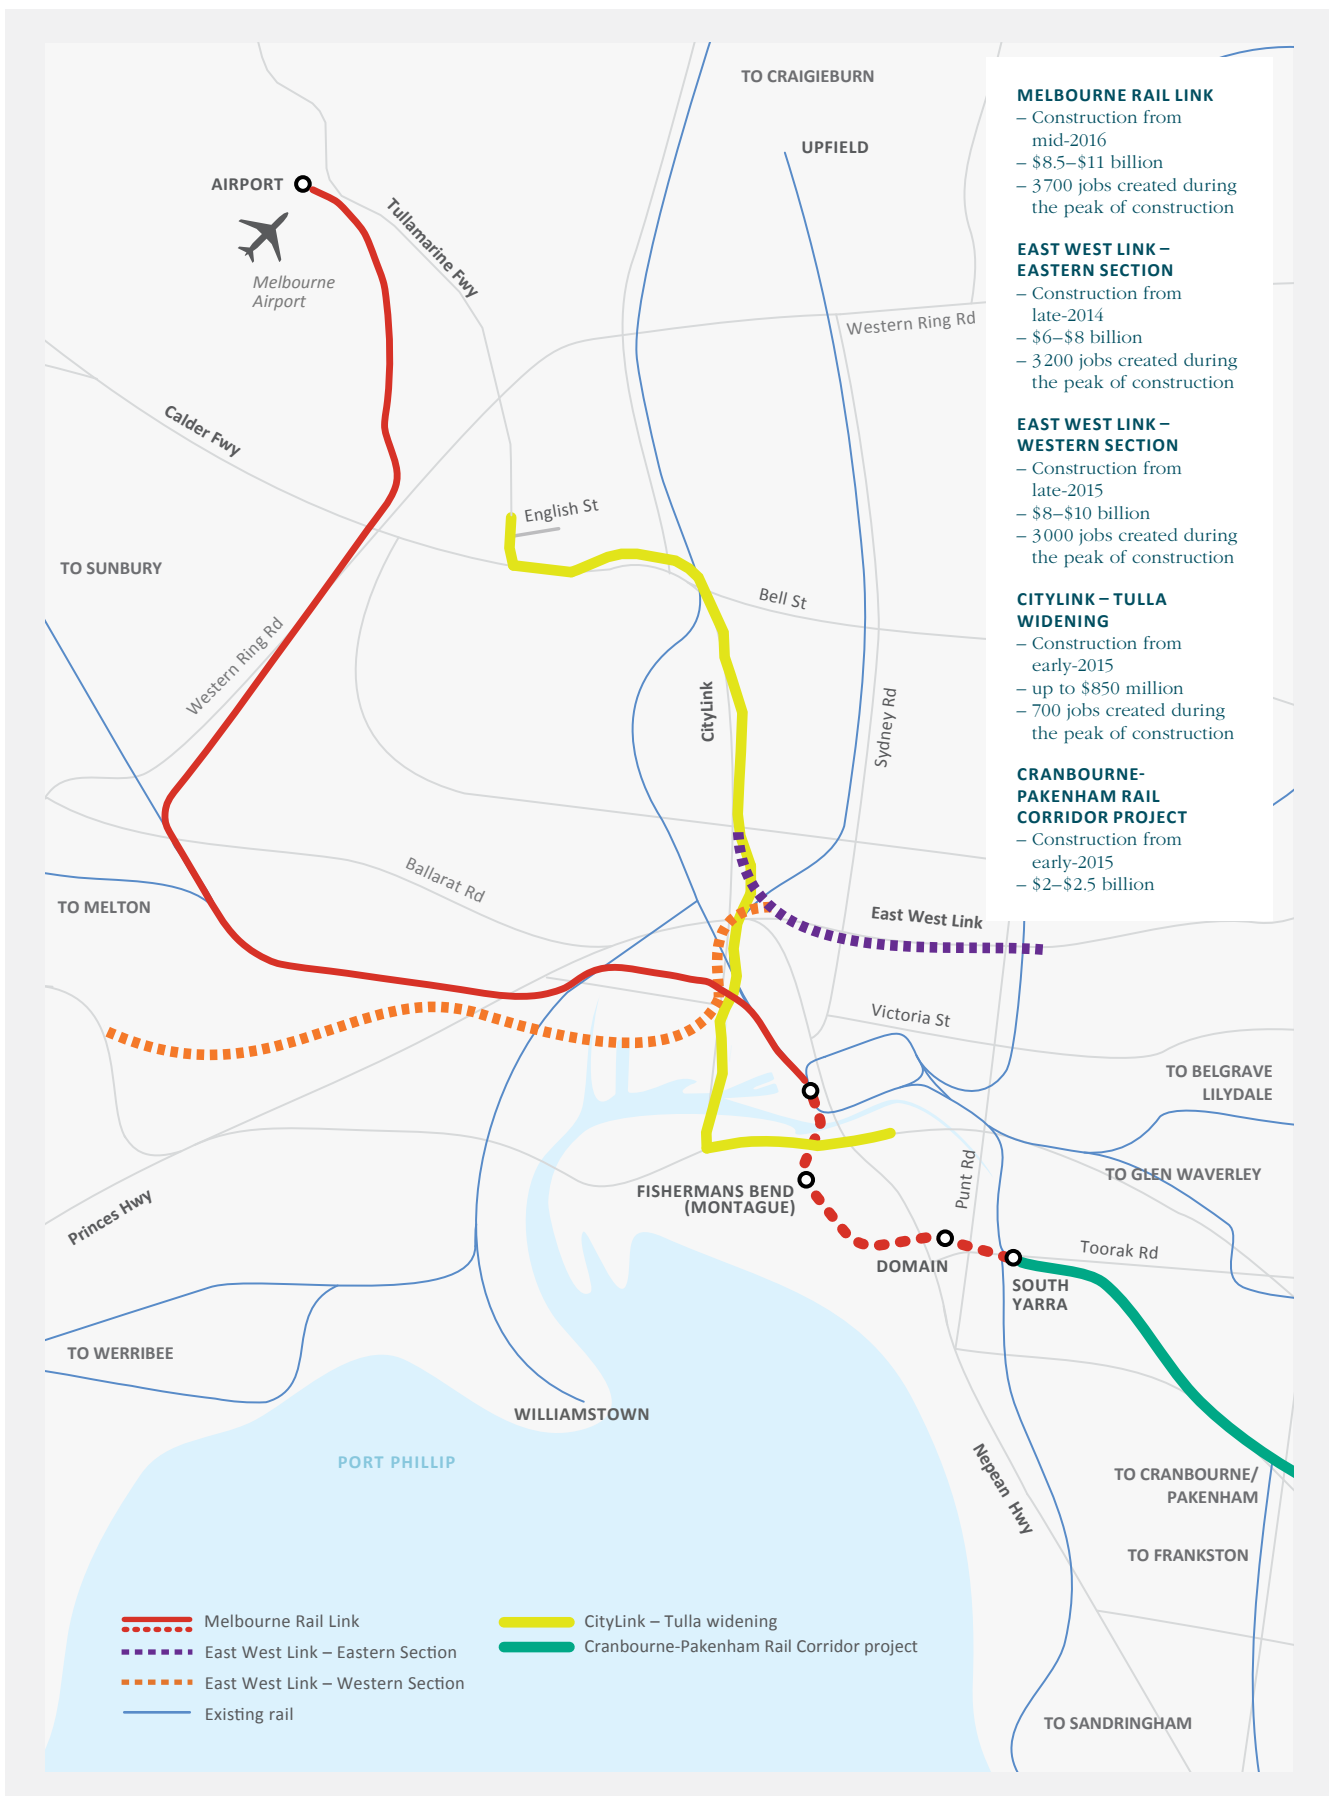 TO CRAIGIEBURN
UPFIELD
AIRPORT
Melbourne
Airport
Tullamarine Fwy
Western Ring Rd
Calder Fwy
English St
TO SUNBURY
Bell St
Western Ring Rd
CityLink
Sydney Rd
Ballarat Rd
TO MELTON
East West Link
Victoria St
TO BELGRAVE
LILYDALE
Punt Rd
TO GLEN WAVERLEY
Princes Hwy
FISHERMANS BEND
(MONTAGUE)
DOMAIN
Toorak Rd
SOUTH
YARRA
TO WERRIBEE
WILLIAMSTOWN
PORT PHILLIP
Nepean Hwy
TO CRANBOURNE/
PAKENHAM
TO FRANKSTON
TO SANDRINGHAM
MELBOURNE RAIL LINK
– Construction from
mid-2016
– $8.5–$11 billion
– 3700 jobs created during
the peak of construction
EAST WEST LINK –
EASTERN SECTION
– Construction from
late-2014
– $6–$8 billion
– 3200 jobs created during
the peak of construction
EAST WEST LINK –
WESTERN SECTION
– Construction from
late-2015
– $8–$10 billion
– 3000 jobs created during
the peak of construction
CITYLINK – TULLA
WIDENING
– Construction from
early-2015
– up to $850 million
– 700 jobs created during
the peak of construction
CRANBOURNE-
PAKENHAM RAIL
CORRIDOR PROJECT
– Construction from
early-2015
– $2–$2.5 billion
Melbourne Rail Link
East West Link – Eastern Section
East West Link – Western Section
Existing rail
CityLink – Tulla widening
Cranbourne-Pakenham Rail Corridor project